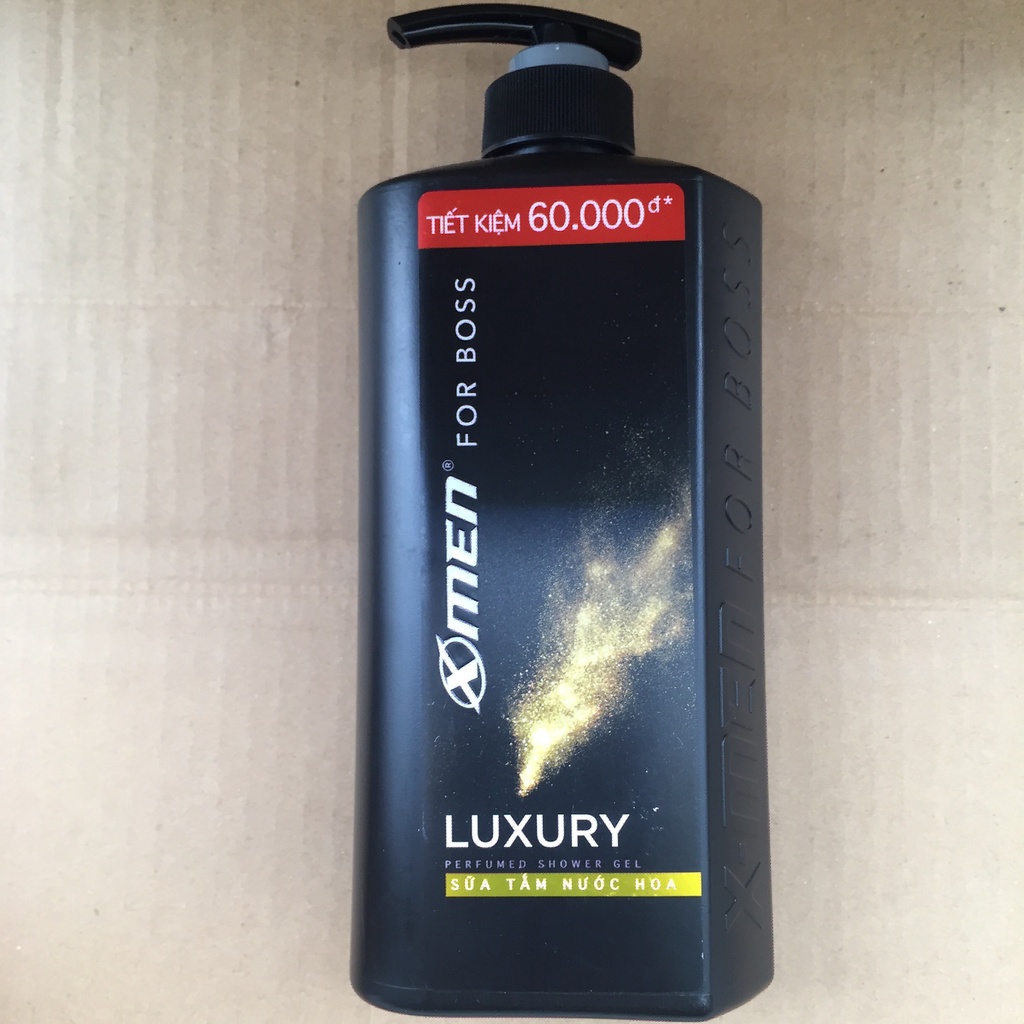 TIẾT KIỆM 60.000đ*
XMEN® FOR BOSS
LUXURY
PERFUMED SHOWER GEL
SỮA TẮM NƯỚC HOA
X-MEN FOR BOSS